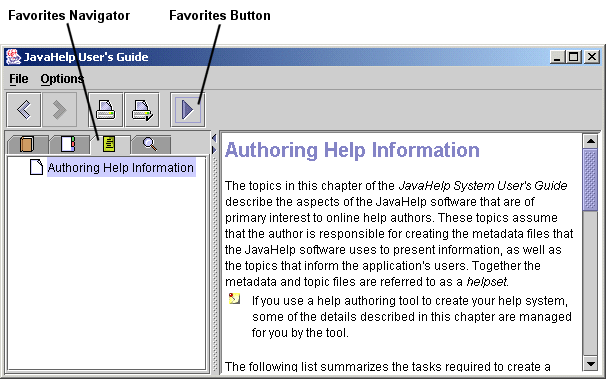 Favorites Navigator
Favorites Button
JavaHelp User's Guide
File Options
Authoring Help Information
Authoring Help Information
The topics in this chapter of the JavaHelp System User's Guide
describe the aspects of the JavaHelp software that are of
primary interest to online help authors. These topics assume
that the author is responsible for creating the metadata files that
the JavaHelp software uses to present information, as well as
the topics that inform the application's users. Together the
metadata and topic files are referred to as a helpset.
If you use a help authoring tool to create your help system,
some of the details described in this chapter are managed
for you by the tool.
The following list summarizes the tasks required to create a